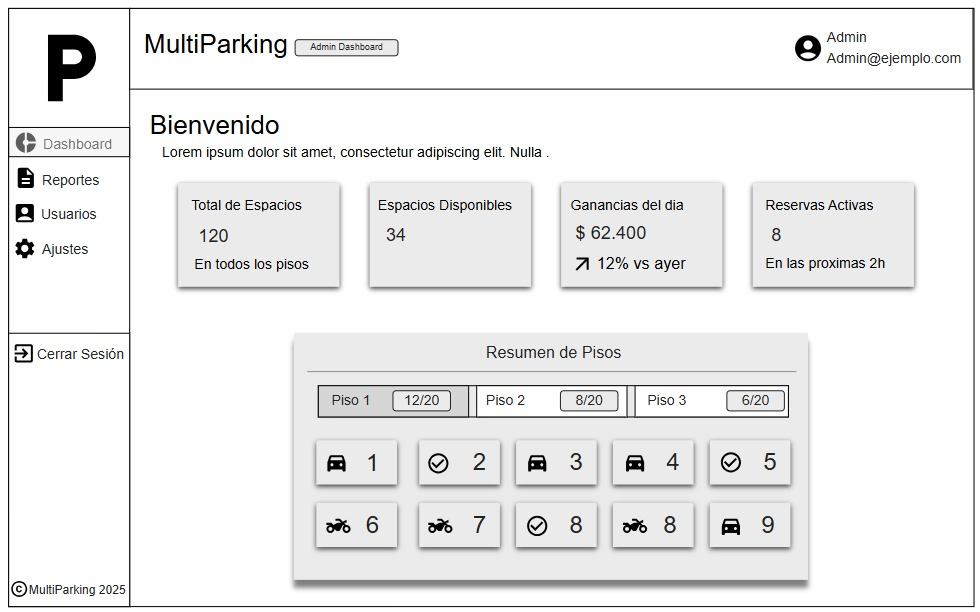 P
MultiParking Admin Dashboard
Admin
Admin@ejemplo.com
Dashboard
Reportes
Usuarios
Ajustes
Cerrar Sesión
©MultiParking 2025
Bienvenido
Lorem ipsum dolor sit amet, consectetur adipiscing elit. Nulla .
Total de Espacios
120
En todos los pisos
Espacios Disponibles
34
Ganancias del dia
$ 62.400
12% vs ayer
Reservas Activas
8
En las proximas 2h
Resumen de Pisos
Piso 1 12/20 Piso 2 8/20 Piso 3 6/20
1 2 3 4 5
6 7 8 8 9